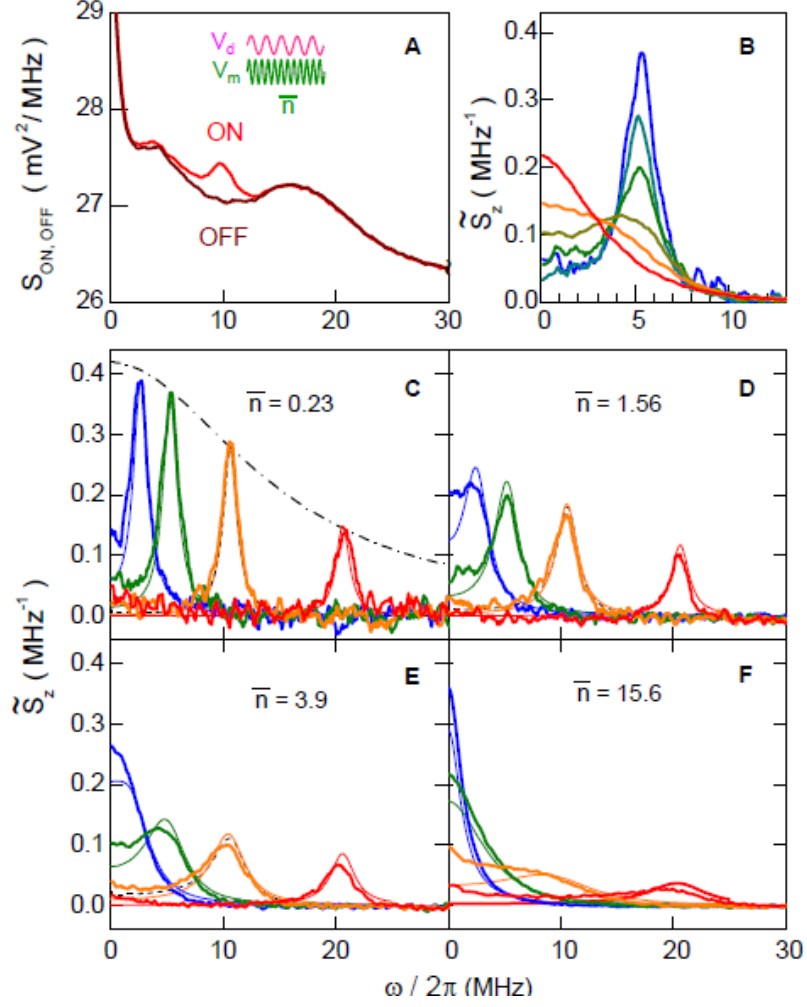 29
28
27
26
S_ON, OFF ( mV²/ MHz )
A
V_d
V_m
n̅
ON
OFF
0 10 20 30
B
0.4
0.3
0.2
0.1
0.0
S̃_z ( MHz⁻¹ )
0 5 10
C
n̅ = 0.23
0.4
0.3
0.2
0.1
0.0
D
n̅ = 1.56
S̃_z ( MHz⁻¹ )
E
n̅ = 3.9
0.4
0.3
0.2
0.1
0.0
F
n̅ = 15.6
0 10 20 0 10 20 30
ω / 2π (MHz)